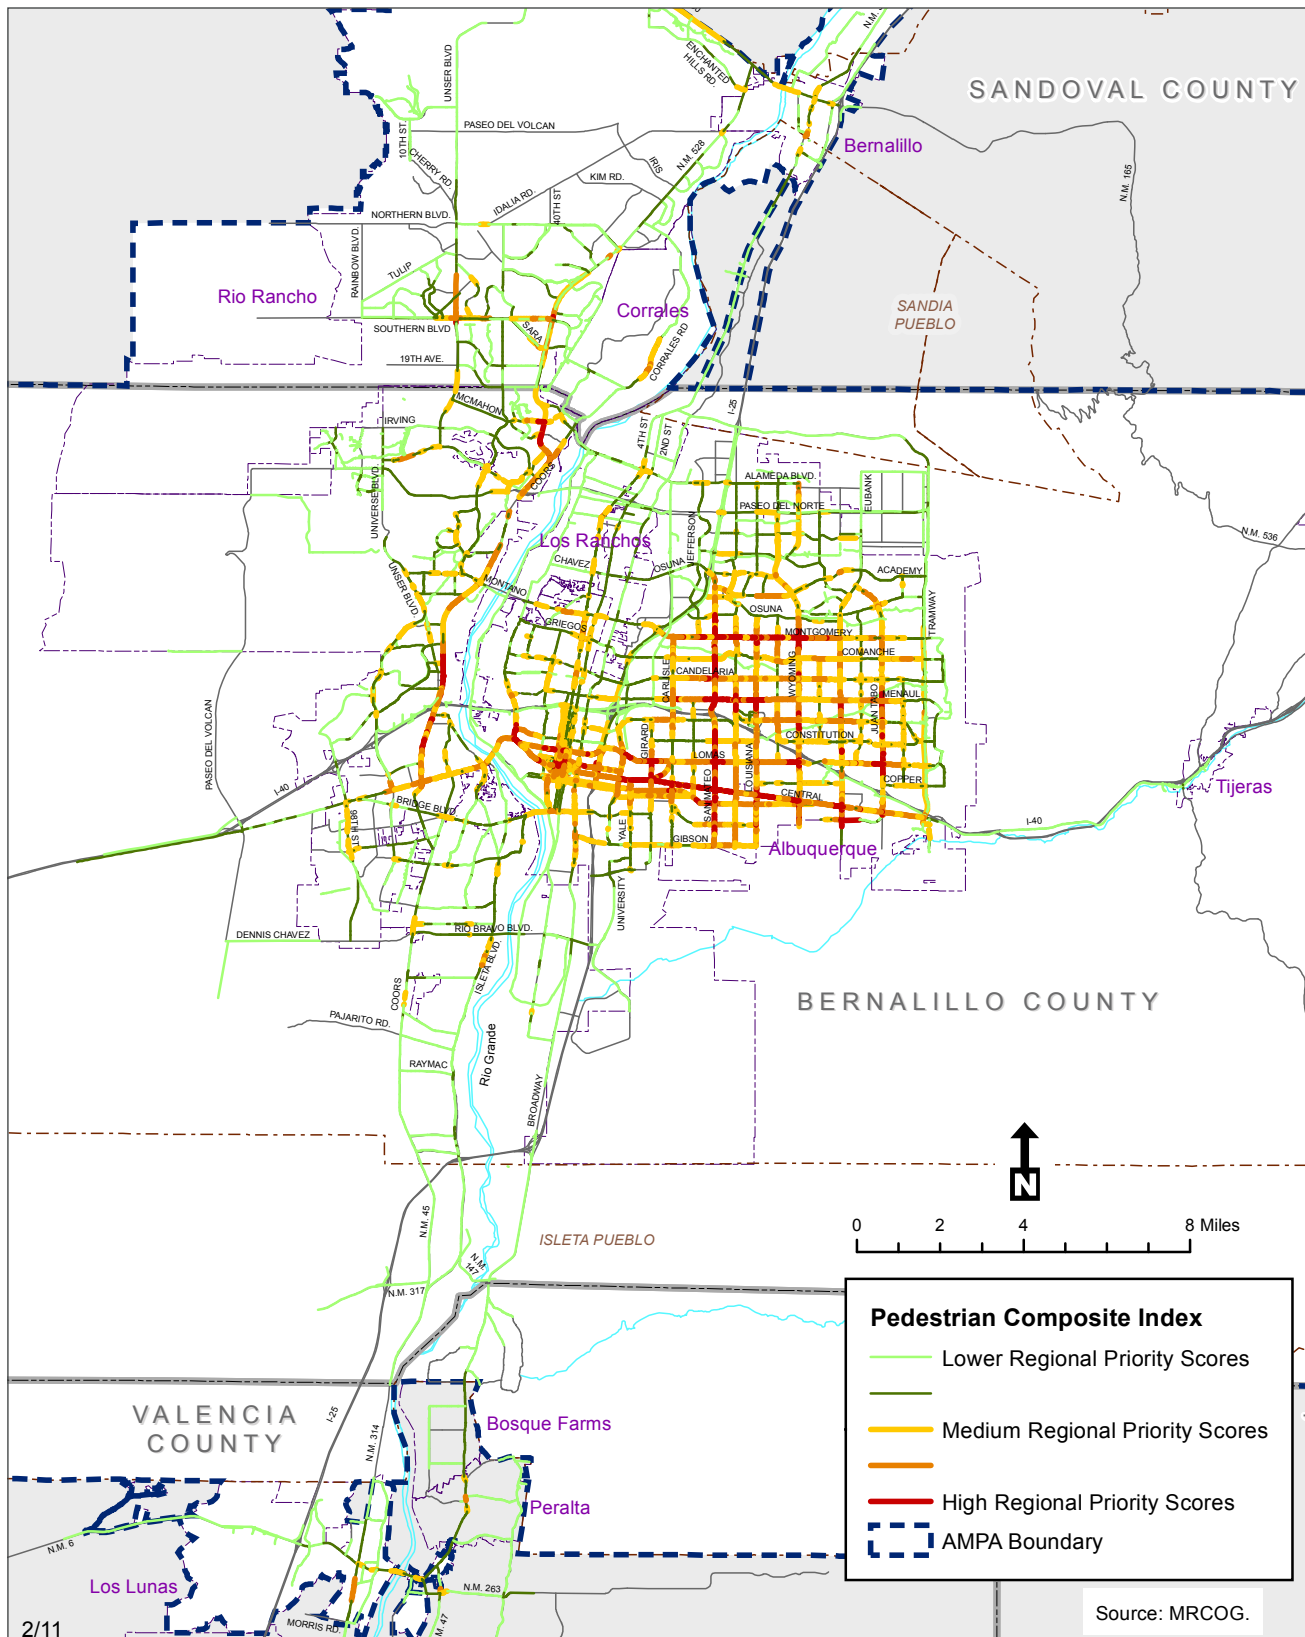 UNSER BLVD
ENCHANTED
HILLS RD.
SANDOVAL COUNTY
PASEO DEL VOLCAN
10TH ST.
CHERRY RD.
IRIS
N.M. 528
KIM RD.
IDALIA RD.
40TH ST
Bernalillo
N.M. 165
NORTHERN BLVD.
RAINBOW BLVD.
TULIP
Rio Rancho
SOUTHERN BLVD
SARA
19TH AVE.
Corrales
CORRALES RD
SANDIA
PUEBLO
MCMAHON
IRVING
I-25
4TH ST
2ND ST
COORS
UNIVERSE BLVD.
ALAMEDA BLVD.
EUBANK
PASEO DEL NORTE
JEFFERSON
N.M. 536
Los Ranchos
CHAVEZ
OSUNA
ACADEMY
UNSER BLVD.
MONTANO
OSUNA
GRIEGOS
MONTGOMERY
TRAMWAY
COMANCHE
CARLISLE
CANDELARIA
WYOMING
MENAUL
JUAN TABO
PASEO DEL VOLCAN
GIRARD
CONSTITUTION
LOMAS
LOUISIANA
COPPER
SAN MATEO
CENTRAL
I-40
BRIDGE BLVD
98TH ST
YALE
GIBSON
Albuquerque
I-40
Tijeras
UNIVERSITY
DENNIS CHAVEZ
RIO BRAVO BLVD.
ISLETA BLVD.
COORS
BERNALILLO COUNTY
PAJARITO RD.
RAYMAC
Rio Grande
BROADWAY
N
N.M. 45
N.M.
147
ISLETA PUEBLO
N.M. 317
0 2 4 8 Miles
Pedestrian Composite Index
Lower Regional Priority Scores
Medium Regional Priority Scores
High Regional Priority Scores
AMPA Boundary
VALENCIA
COUNTY
I-25
N.M. 314
Bosque Farms
Peralta
N.M. 6
Los Lunas
N.M. 263
MORRIS RD.
N.M. 47
2/11
Source: MRCOG.